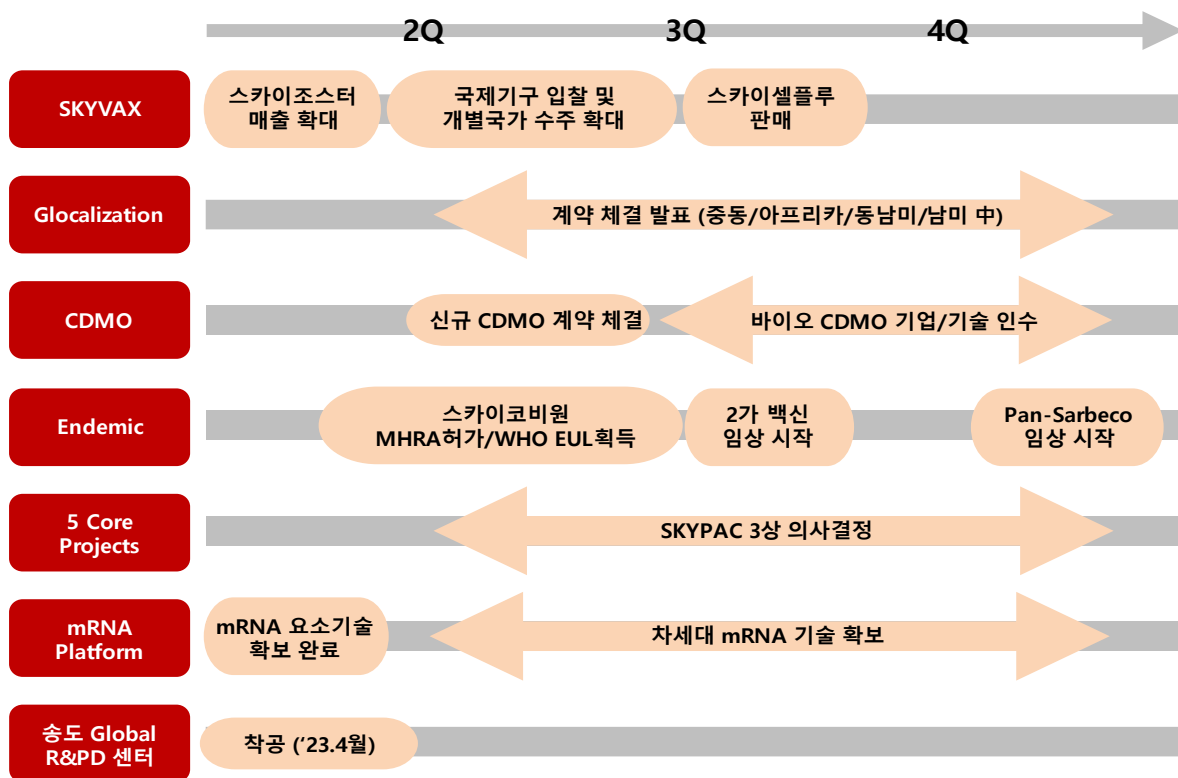 2Q 3Q 4Q
SKYVAX
스카이조스터
매출 확대
국제기구 입찰 및
개별국가 수주 확대
스카이셀플루
판매
Glocalization
계약 체결 발표 (중동/아프리카/동남미/남미 中)
CDMO
신규 CDMO 계약 체결
바이오 CDMO 기업/기술 인수
Endemic
스카이코비원
MHRA허가/WHO EUL획득
2가 백신
임상 시작
Pan-Sarbeco
임상 시작
5 Core
Projects
SKYPAC 3상 의사결정
mRNA
Platform
mRNA 요소기술
확보 완료
차세대 mRNA 기술 확보
송도 Global
R&PD 센터
착공 (‘23.4월)